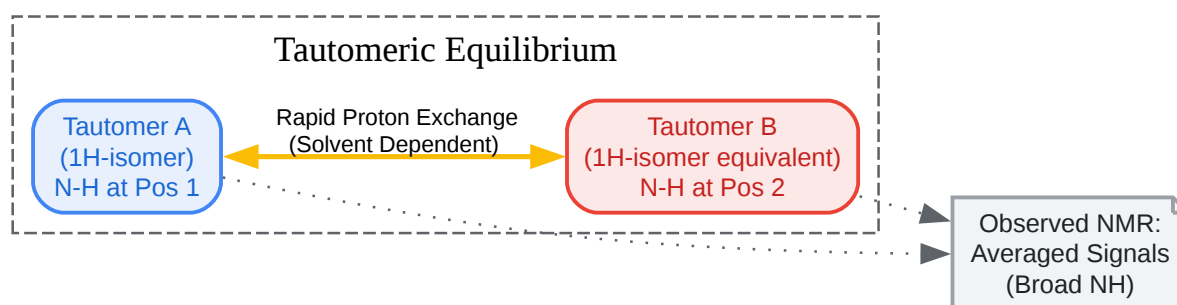 Tautomeric Equilibrium
Tautomer A
(1H-isomer)
N-H at Pos 1
Rapid Proton Exchange
(Solvent Dependent)
Tautomer B
(1H-isomer equivalent)
N-H at Pos 2
Observed NMR:
Averaged Signals
(Broad NH)